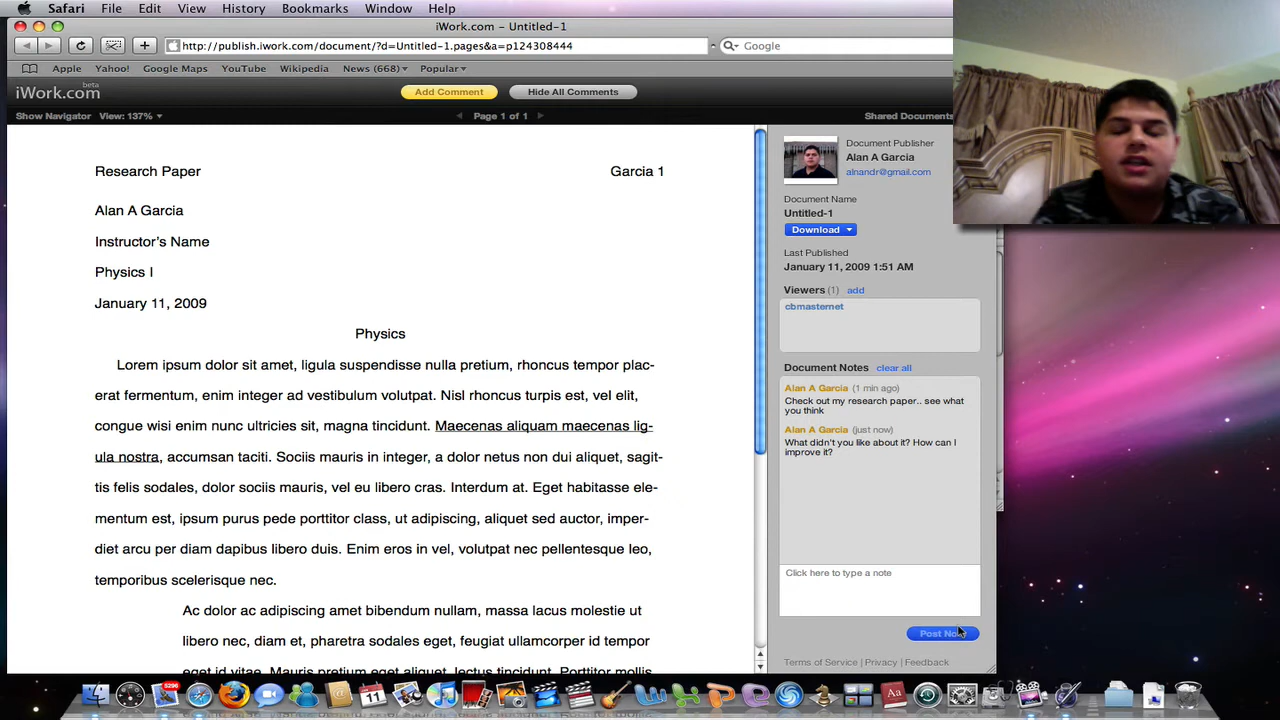 Safari File Edit View History Bookmarks Window Help
iWork.com – Untitled-1
http://publish.iwork.com/document/?d=Untitled-1.pages&a=p124308444
Google
Apple Yahoo! Google Maps YouTube Wikipedia News (668) Popular
iWork.com beta
Add Comment Hide All Comments
Show Navigator View: 137% Page 1 of 1 Shared Documents
Research Paper Garcia 1
Alan A Garcia
Instructor's Name
Physics I
January 11, 2009
Physics
Lorem ipsum dolor sit amet, ligula suspendisse nulla pretium, rhoncus tempor plac-
erat fermentum, enim integer ad vestibulum volutpat. Nisl rhoncus turpis est, vel elit,
congue wisi enim nunc ultricies sit, magna tincidunt. Maecenas aliquam maecenas lig-
ula nostra, accumsan taciti. Sociis mauris in integer, a dolor netus non dui aliquet, sagit-
tis felis sodales, dolor sociis mauris, vel eu libero cras. Interdum at. Eget habitasse ele-
mentum est, ipsum purus pede porttitor class, ut adipiscing, aliquet sed auctor, imper-
diet arcu per diam dapibus libero duis. Enim eros in vel, volutpat nec pellentesque leo,
temporibus scelerisque nec.
Ac dolor ac adipiscing amet bibendum nullam, massa lacus molestie ut
libero nec, diam et, pharetra sodales eget, feugiat ullamcorper id tempor
eget id vitae. Mauris pretium eget aliquet, lectus tincidunt. Porttitor mollis
Document Publisher
Alan A Garcia
alnandr@gmail.com
Document Name
Untitled-1
Download
Last Published
January 11, 2009 1:51 AM
Viewers (1) add
cbmasternet
Document Notes clear all
Alan A Garcia (1 min ago)
Check out my research paper.. see what
you think
Alan A Garcia (just now)
What didn't you like about it? How can I
improve it?
Click here to type a note
Post Note
Terms of Service | Privacy | Feedback